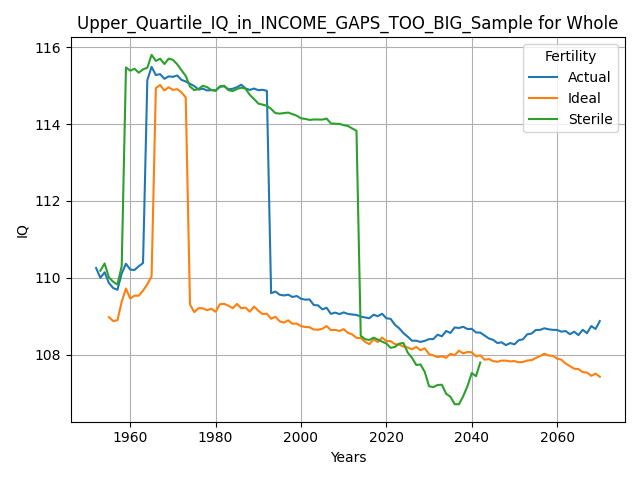 Upper_Quartile_IQ_in_INCOME_GAPS_TOO_BIG_Sample for Whole
Fertility
Actual
Ideal
Sterile
116
114
112
110
108
IQ
1960
1980
2000
2020
2040
2060
Years